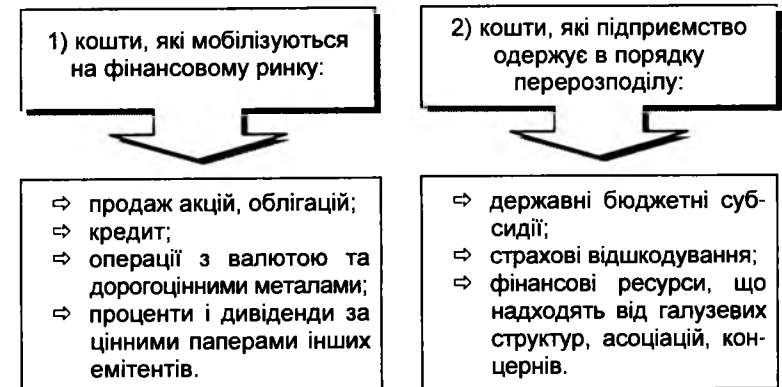 1) кошти, які мобілізуються
на фінансовому ринку:
⇨ продаж акцій, облігацій;
⇨ кредит;
⇨ операції з валютою та
дорогоцінними металами;
⇨ проценти і дивіденди за
цінними паперами інших
емітентів.
2) кошти, які підприємство
одержує в порядку
перерозподілу:
⇨ державні бюджетні суб-
сидії;
⇨ страхові відшкодування;
⇨ фінансові ресурси, що
надходять від галузевих
структур, асоціацій, кон-
цернів.